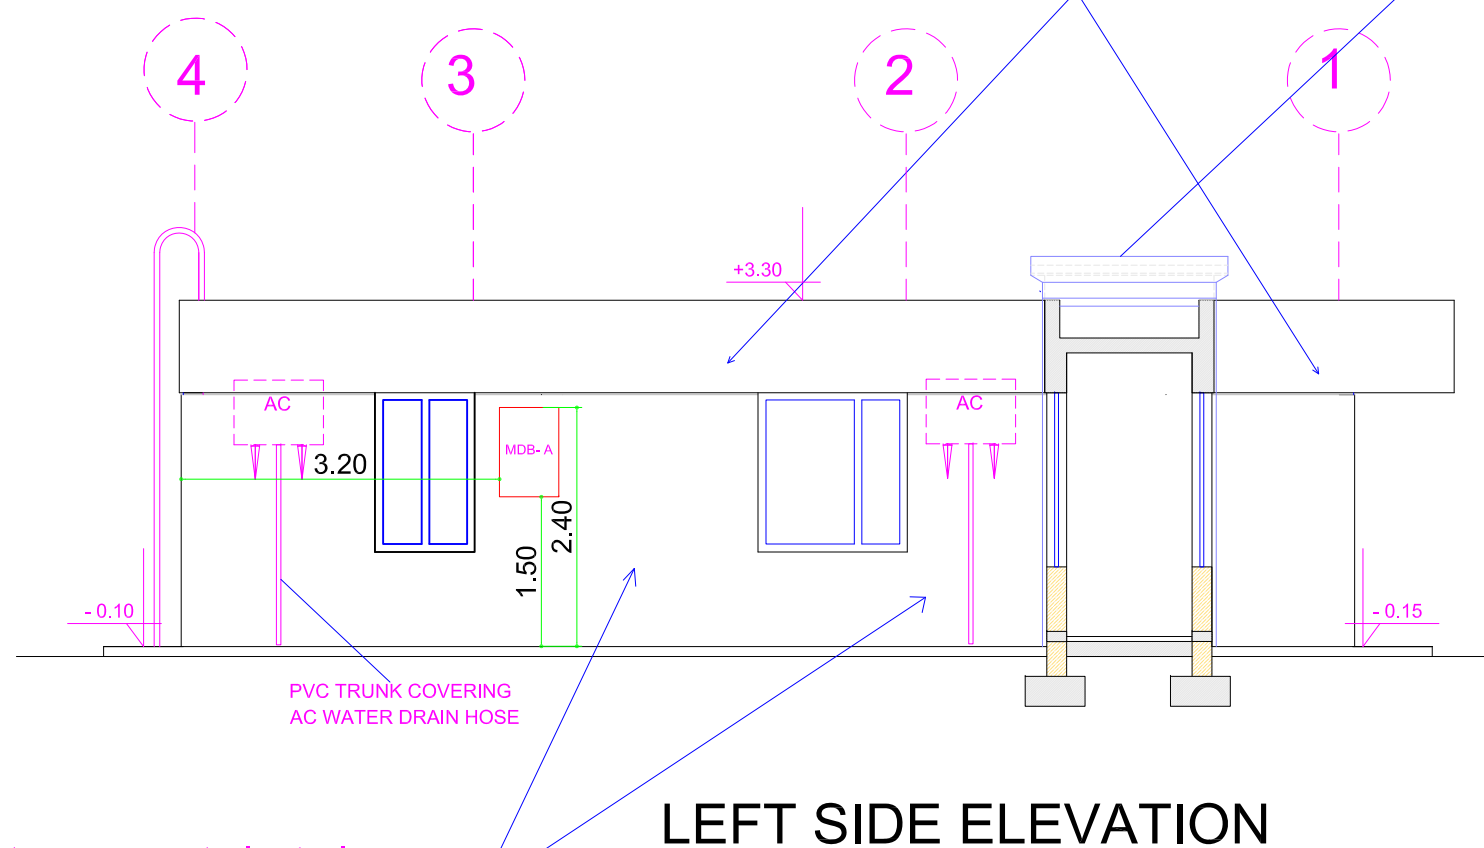 4
3
2
1
+3.30
AC
AC
MDB- A
3.20
2.40
1.50
- 0.10
- 0.15
PVC TRUNK COVERING
AC WATER DRAIN HOSE
LEFT SIDE ELEVATION